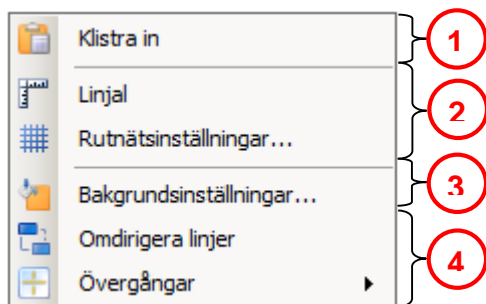 Klistra in
1
Linjal
2
Rutnätsinställningar...
Bakgrundsinställningar...
3
Omdirigera linjer
4
Övergångar